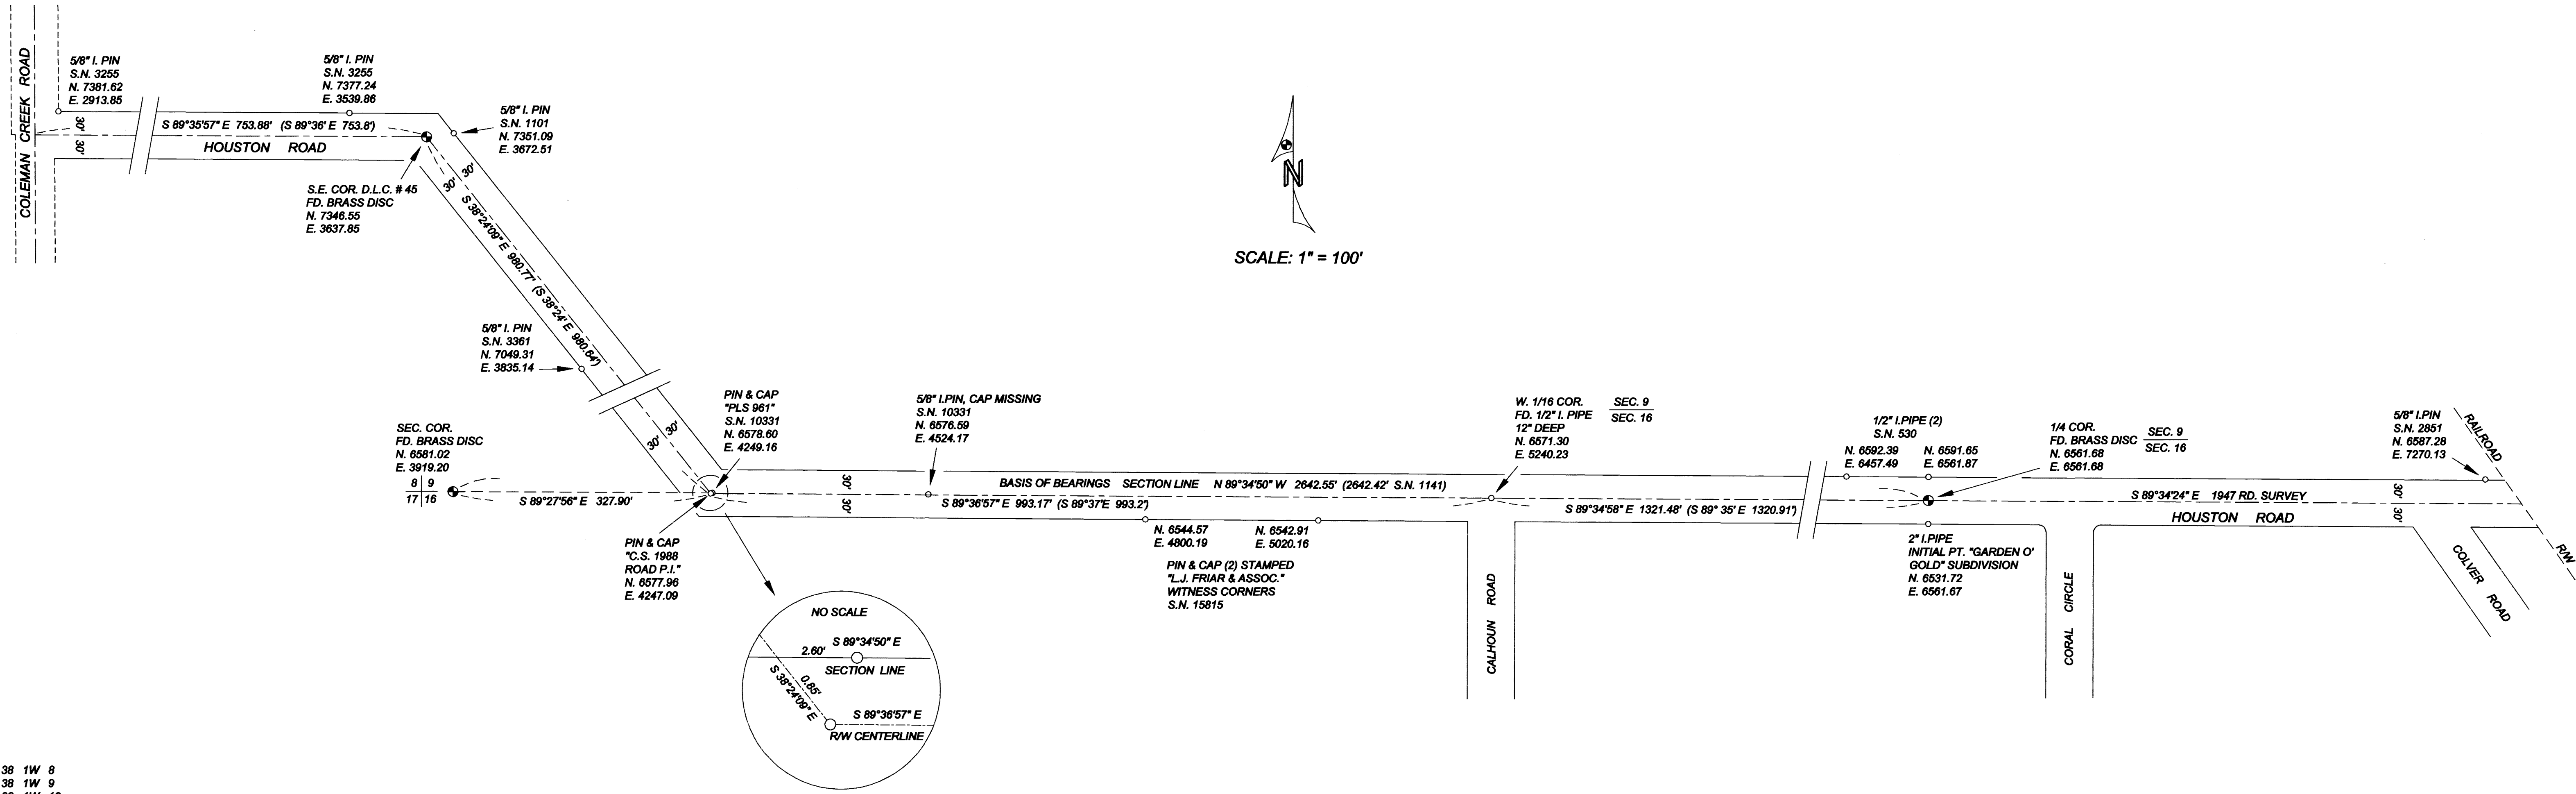 COLEMAN CREEK ROAD
5/8" I. PIN
S.N. 3255
N. 7381.62
E. 2913.85
5/8" I. PIN
S.N. 3255
N. 7377.24
E. 3539.86
5/8" I. PIN
S.N. 1101
N. 7351.09
E. 3672.51
30'
30'
S 89°35'57" E 753.88' (S 89°36' E 753.8')
HOUSTON ROAD
S.E. COR. D.L.C. # 45
FD. BRASS DISC
N. 7346.55
E. 3637.85
30'
30'
S 38°24'09" E 980.77' (S 38°24' E 980.64')
N
SCALE: 1" = 100'
5/8" I. PIN
S.N. 3361
N. 7049.31
E. 3835.14
30'
30'
SEC. COR.
FD. BRASS DISC
N. 6581.02
E. 3919.20
8 9
17 16
S 89°27'56" E 327.90'
PIN & CAP
"PLS 961"
S.N. 10331
N. 6578.60
E. 4249.16
PIN & CAP
"C.S. 1988
ROAD P.I."
N. 6577.96
E. 4247.09
5/8" I.PIN, CAP MISSING
S.N. 10331
N. 6576.59
E. 4524.17
30'
30'
BASIS OF BEARINGS SECTION LINE N 89°34'50" W 2642.55' (2642.42' S.N. 1141)
S 89°36'57" E 993.17' (S 89°37'E 993.2')
N. 6544.57
E. 4800.19
N. 6542.91
E. 5020.16
PIN & CAP (2) STAMPED
"L.J. FRIAR & ASSOC."
WITNESS CORNERS
S.N. 15815
W. 1/16 COR.
FD. 1/2" I. PIPE
12" DEEP
N. 6571.30
E. 5240.23
SEC. 9
SEC. 16
S 89°34'58" E 1321.48' (S 89° 35' E 1320.91')
CALHOUN ROAD
1/2" I.PIPE (2)
S.N. 530
N. 6592.39
E. 6457.49
N. 6591.65
E. 6561.87
1/4 COR.
FD. BRASS DISC
N. 6561.68
E. 6561.68
SEC. 9
SEC. 16
2" I.PIPE
INITIAL PT. "GARDEN O'
GOLD" SUBDIVISION
N. 6531.72
E. 6561.67
CORAL CIRCLE
S 89°34'24" E 1947 RD. SURVEY
HOUSTON ROAD
30'
30'
5/8" I.PIN
S.N. 2851
N. 6587.28
E. 7270.13
RAILROAD
R/W
COLVER ROAD
NO SCALE
S 89°34'50" E
2.60'
SECTION LINE
0.85'
S 38°24'09" E
S 89°36'57" E
R/W CENTERLINE
38 1W 8
38 1W 9